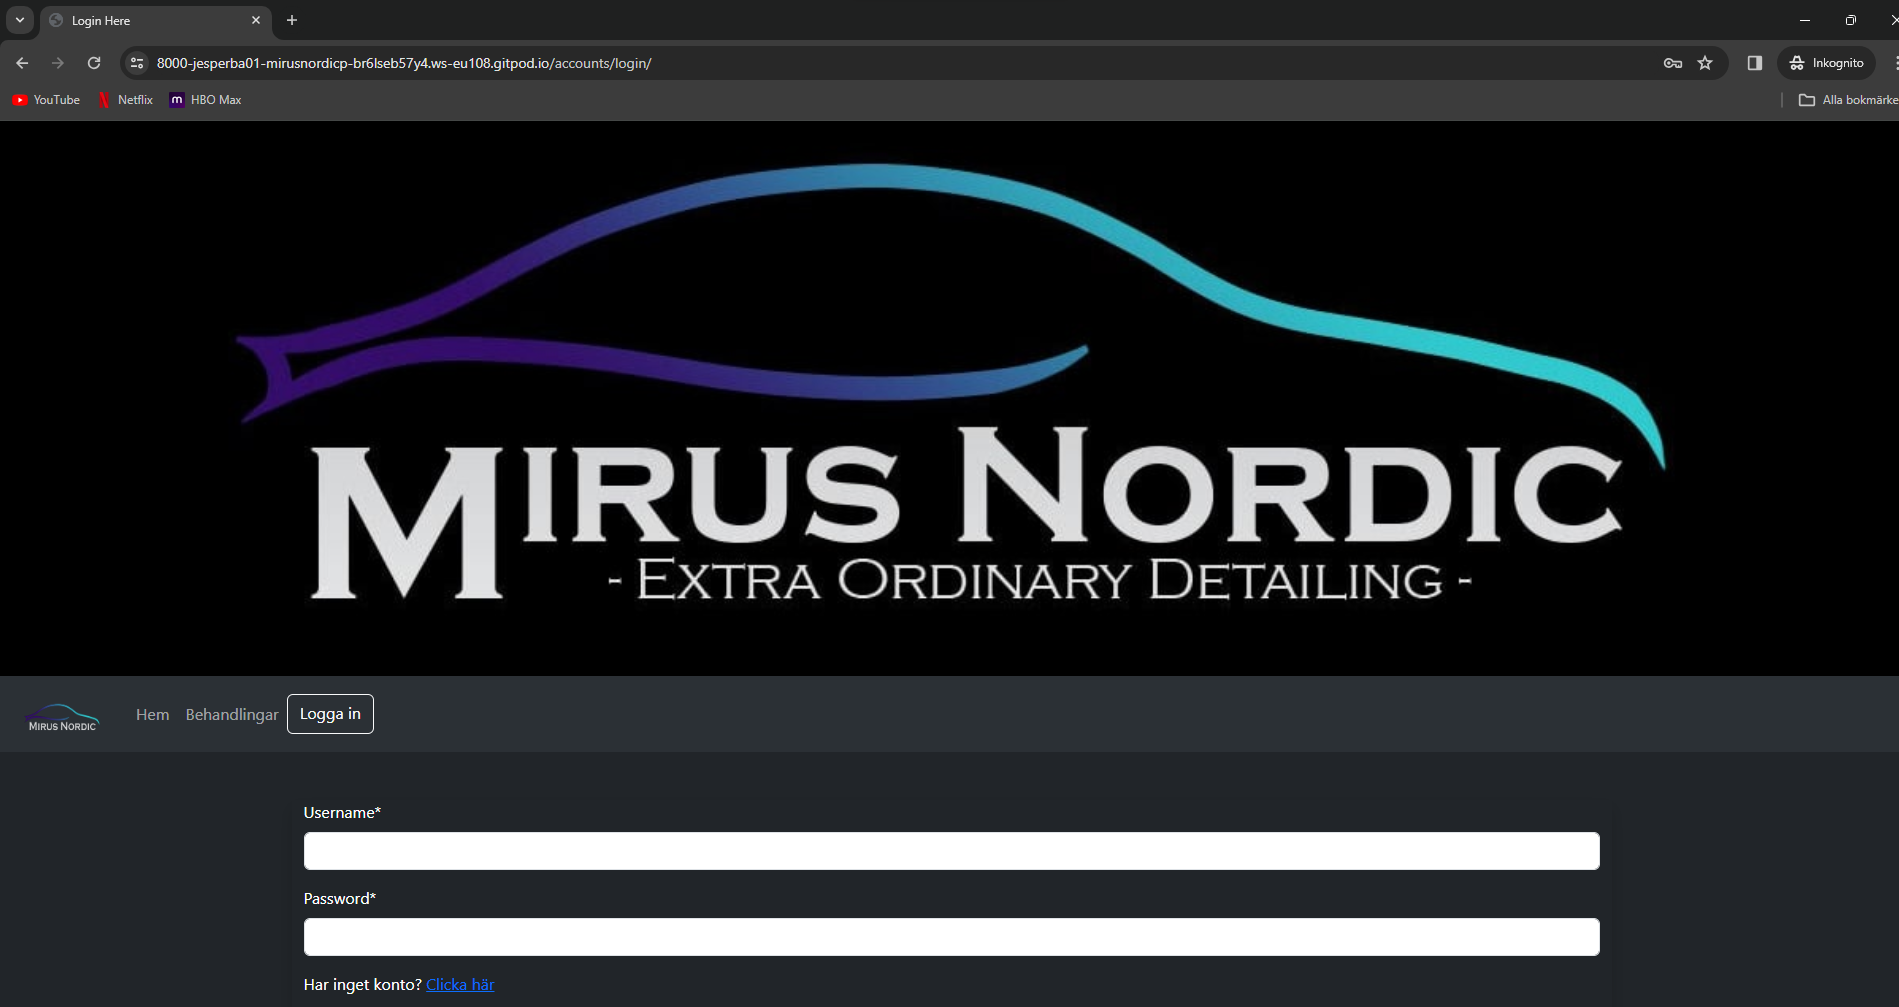 Login Here
8000-jesperba01-mirusnordicp-br6lseb57y4.ws-eu108.gitpod.io/accounts/login/
Inkognito
YouTube
Netflix
m HBO Max
Alla bokmärke
MIRUS NORDIC
- EXTRA ORDINARY DETAILING -
MIRUS NORDIC
Hem
Behandlingar
Logga in
Username*
Password*
Har inget konto? Clicka här